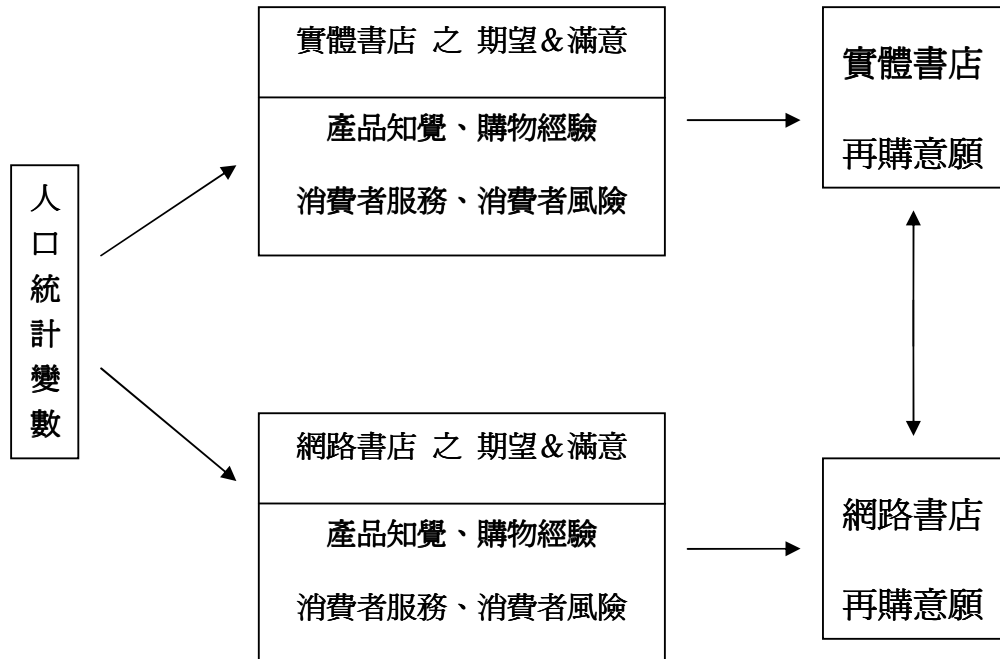 人口統計變數
實體書店 之 期望＆滿意
產品知覺、購物經驗
消費者服務、消費者風險
實體書店
再購意願
網路書店 之 期望＆滿意
產品知覺、購物經驗
消費者服務、消費者風險
網路書店
再購意願